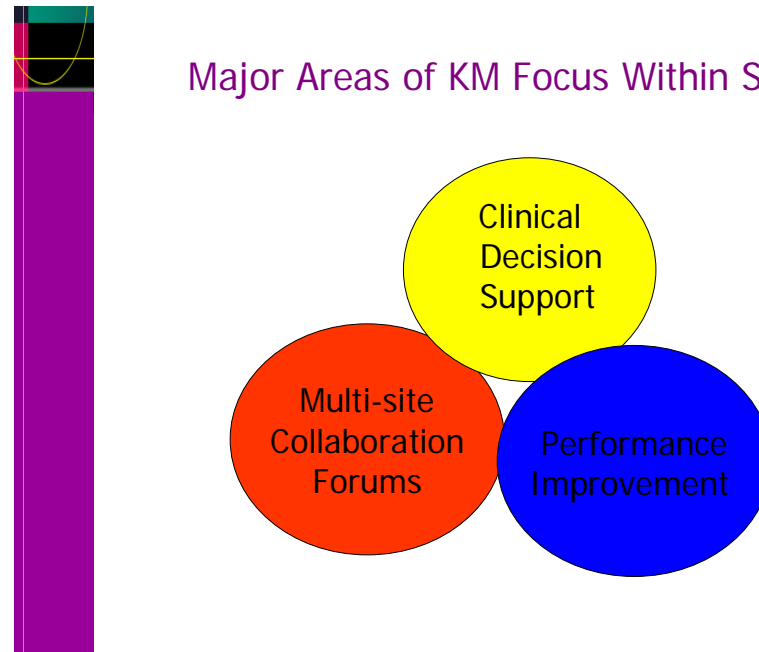 Major Areas of KM Focus Within S
Clinical
Decision
Support
Multi-site
Collaboration
Forums
Performance
Improvement